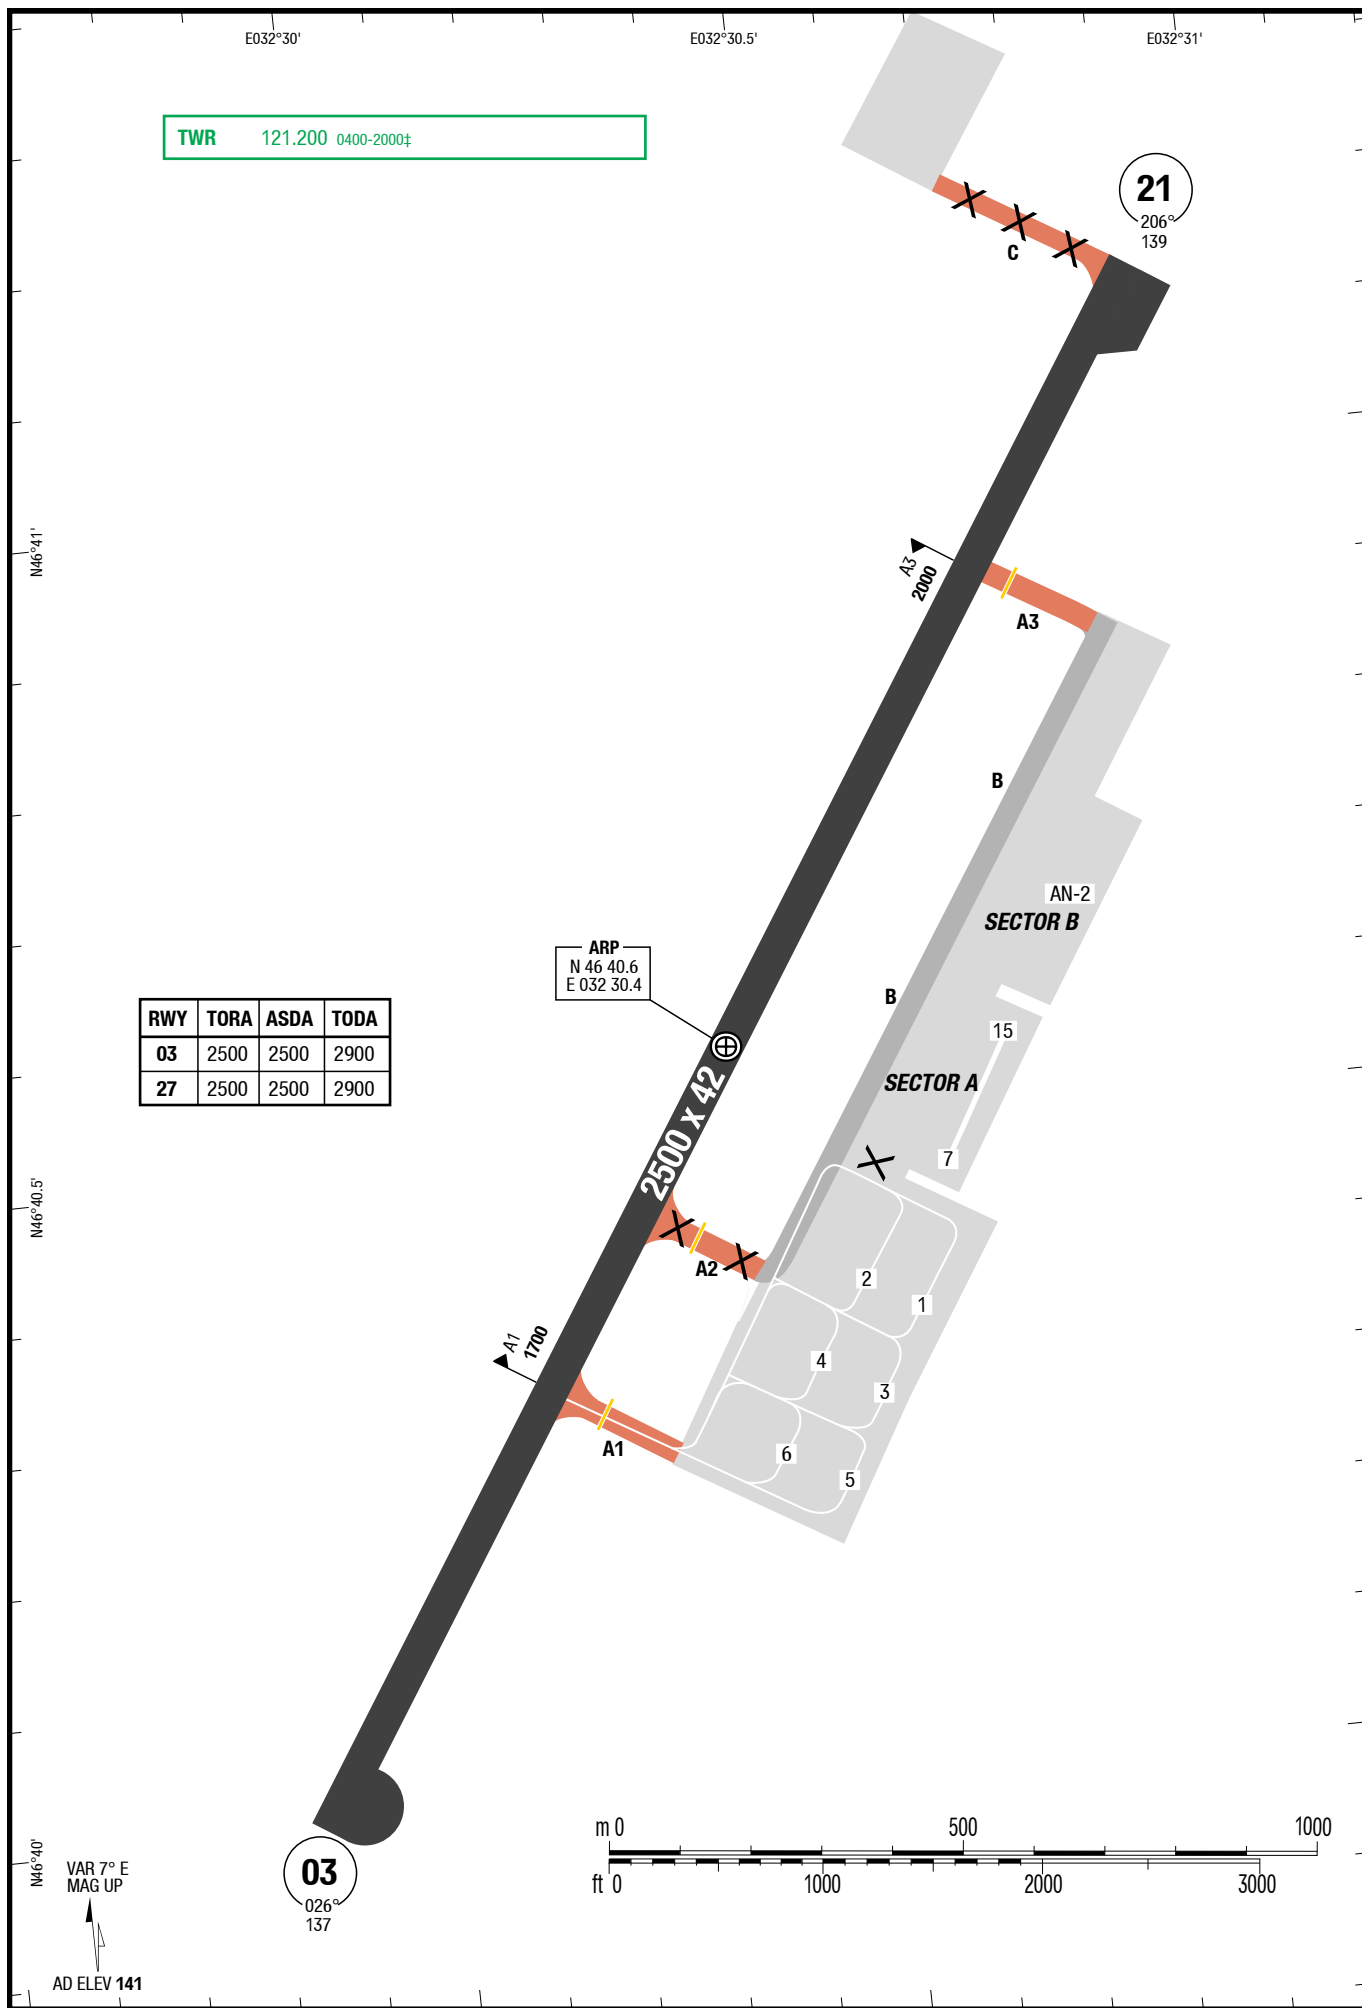 E032°30'
E032°30.5'
E032°31'
TWR 121.200 0400-2000‡
21
206°
139
C
N46°41'
A3
2000
A3
B
AN-2
SECTOR B
ARP
N 46 40.6
E 032 30.4
B
15
RWY TORA ASDA TODA
03 2500 2500 2900
27 2500 2500 2900
SECTOR A
2500 x 42
7
N46°40.5'
A2
2
1
A1
1700
4
3
A1
6
5
m 0 500 1000
ft 0 1000 2000 3000
N46°40'
03
026°
137
VAR 7° E
MAG UP
AD ELEV 141